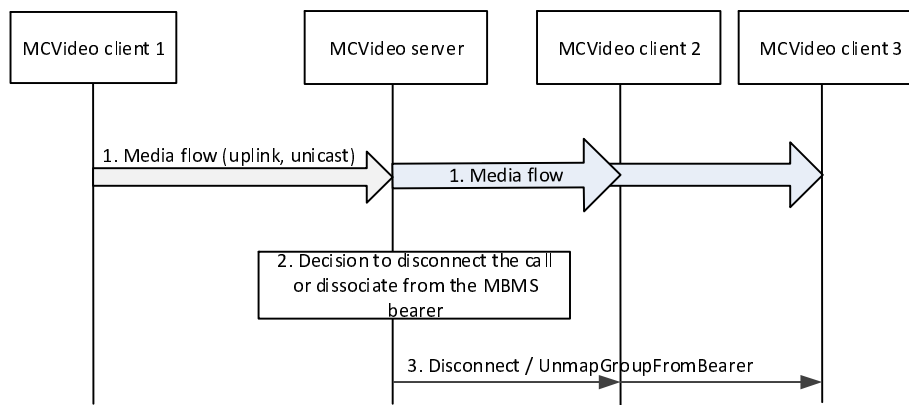 MCVideo client 1
MCVideo server
MCVideo client 2
MCVideo client 3
1. Media flow (uplink, unicast)
1. Media flow
2. Decision to disconnect the call
or dissociate from the MBMS
bearer
3. Disconnect / UnmapGroupFromBearer